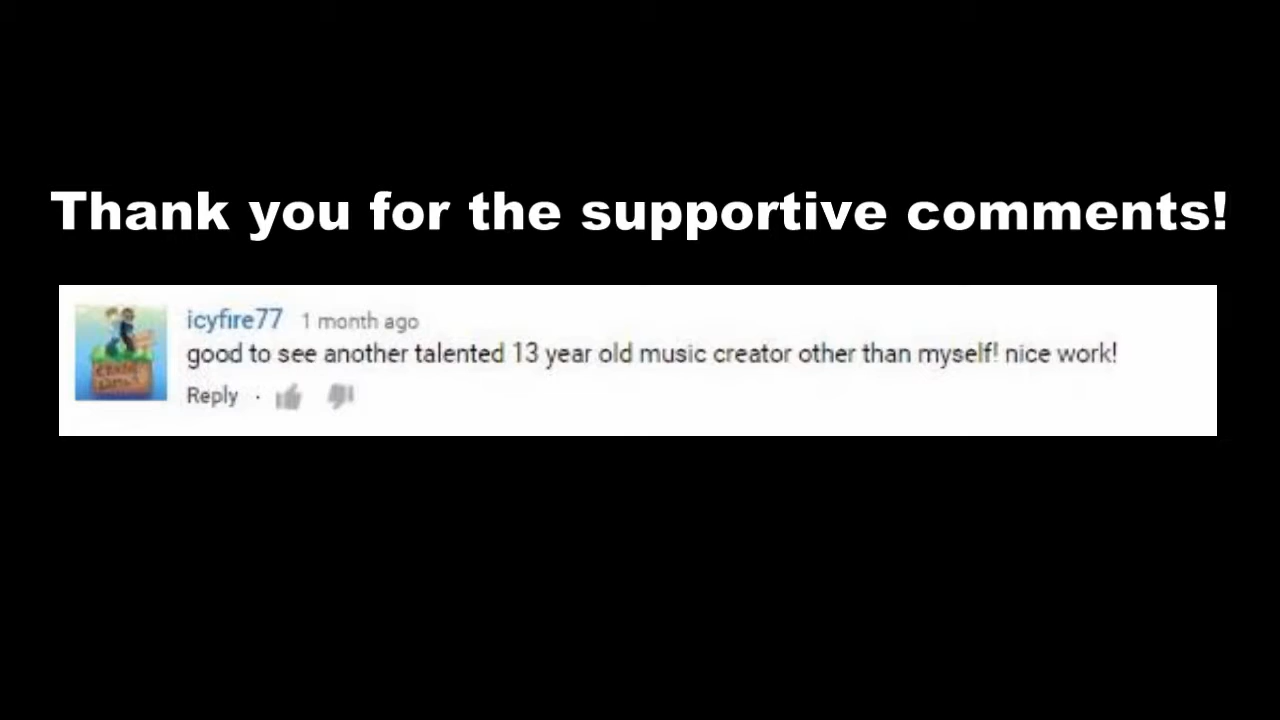 Thank you for the supportive comments!
icyfire77 1 month ago
good to see another talented 13 year old music creator other than myself! nice work!
Reply ·